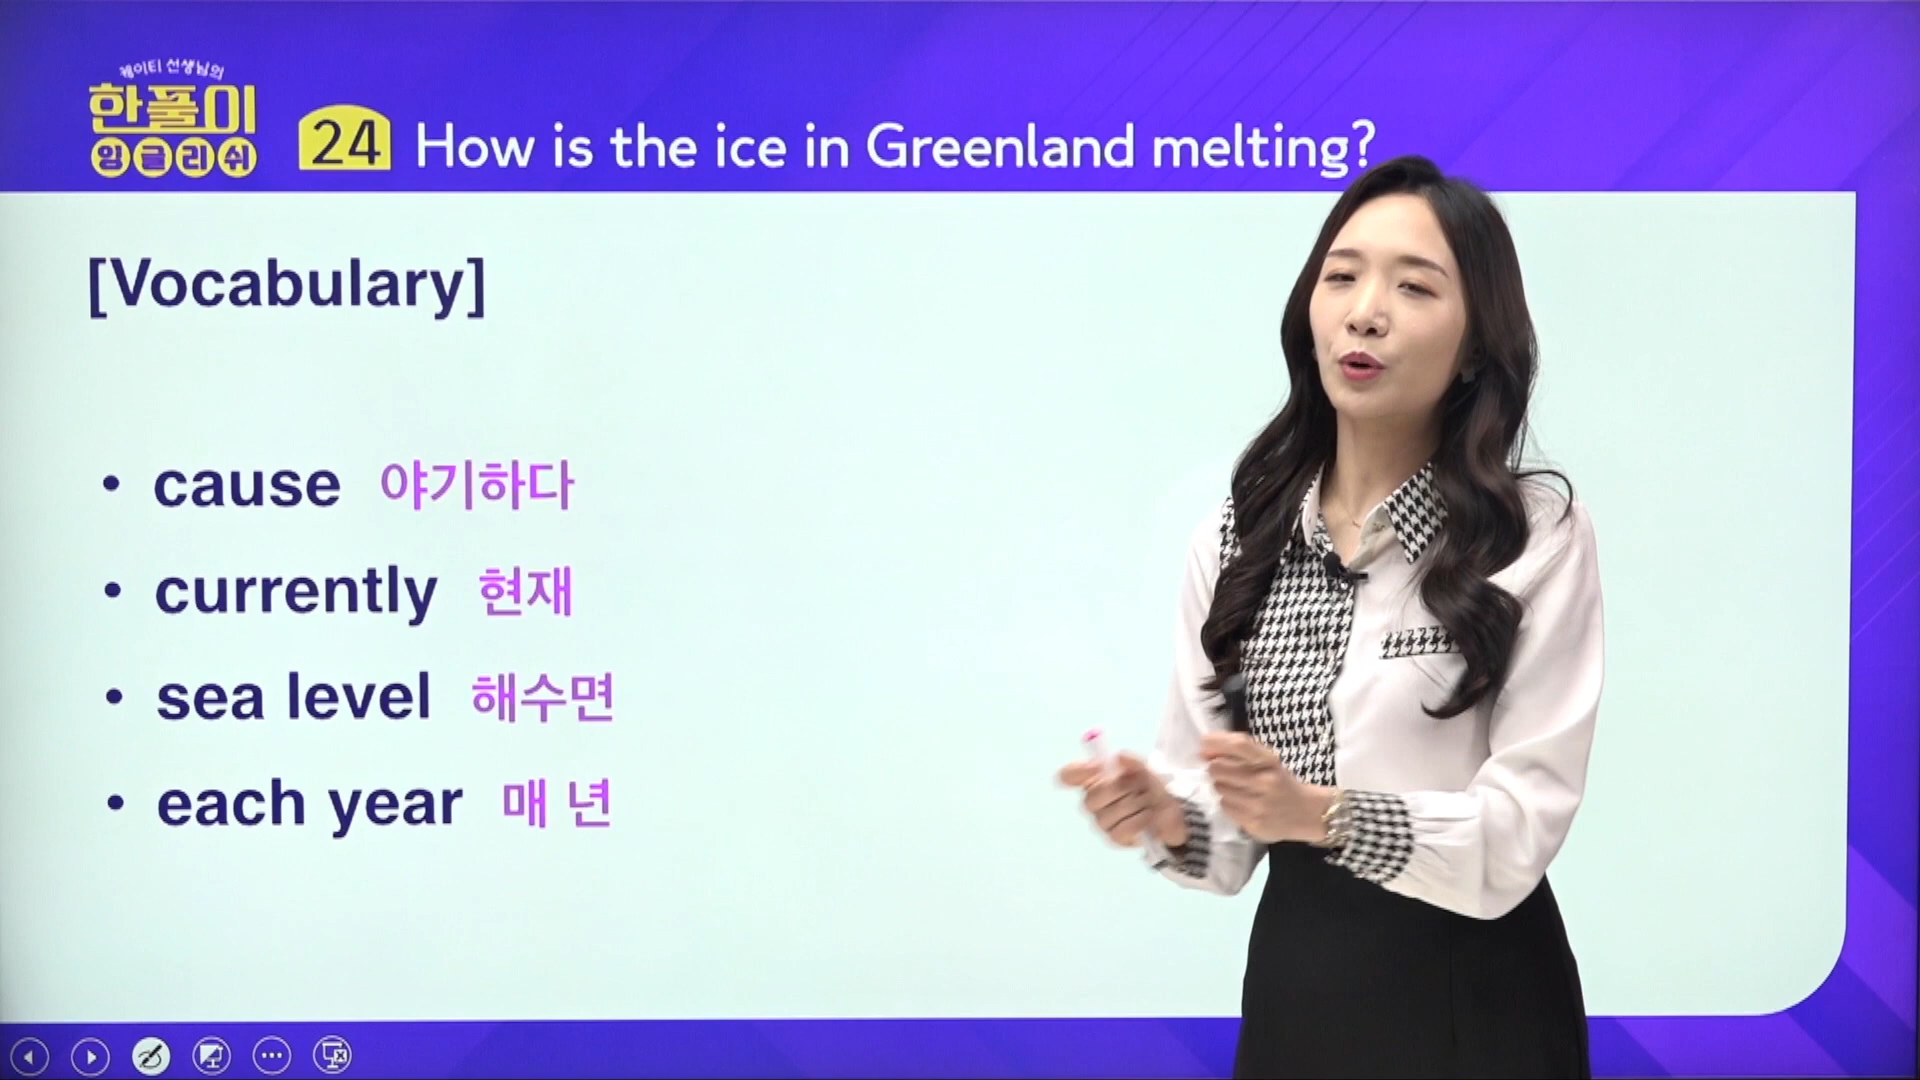 케이티 선생님의
한풀이
잉글리쉬
24 How is the ice in Greenland melting?
[Vocabulary]
• cause 야기하다
• currently 현재
• sea level 해수면
• each year 매 년